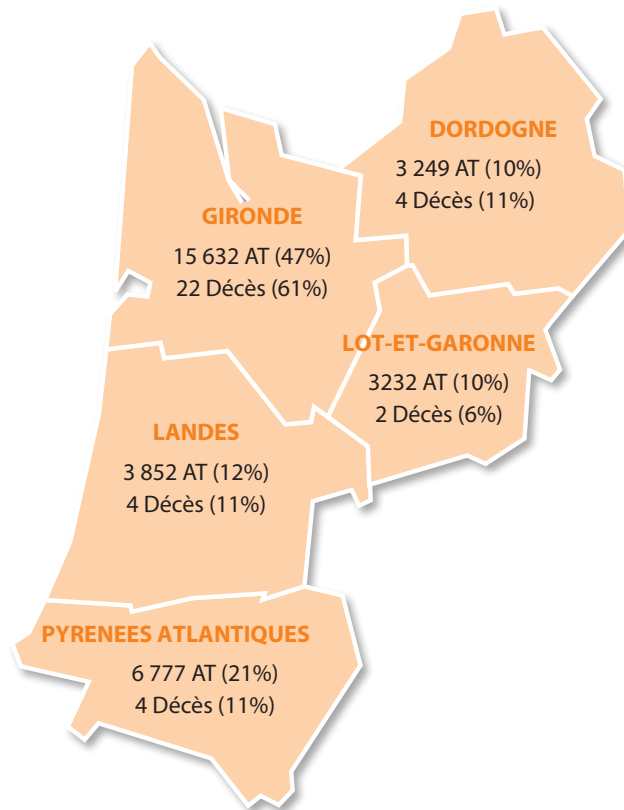 DORDOGNE
3 249 AT (10%)
4 Décès (11%)
GIRONDE
15 632 AT (47%)
22 Décès (61%)
LOT-ET-GARONNE
3232 AT (10%)
2 Décès (6%)
LANDES
3 852 AT (12%)
4 Décès (11%)
PYRENEES ATLANTIQUES
6 777 AT (21%)
4 Décès (11%)